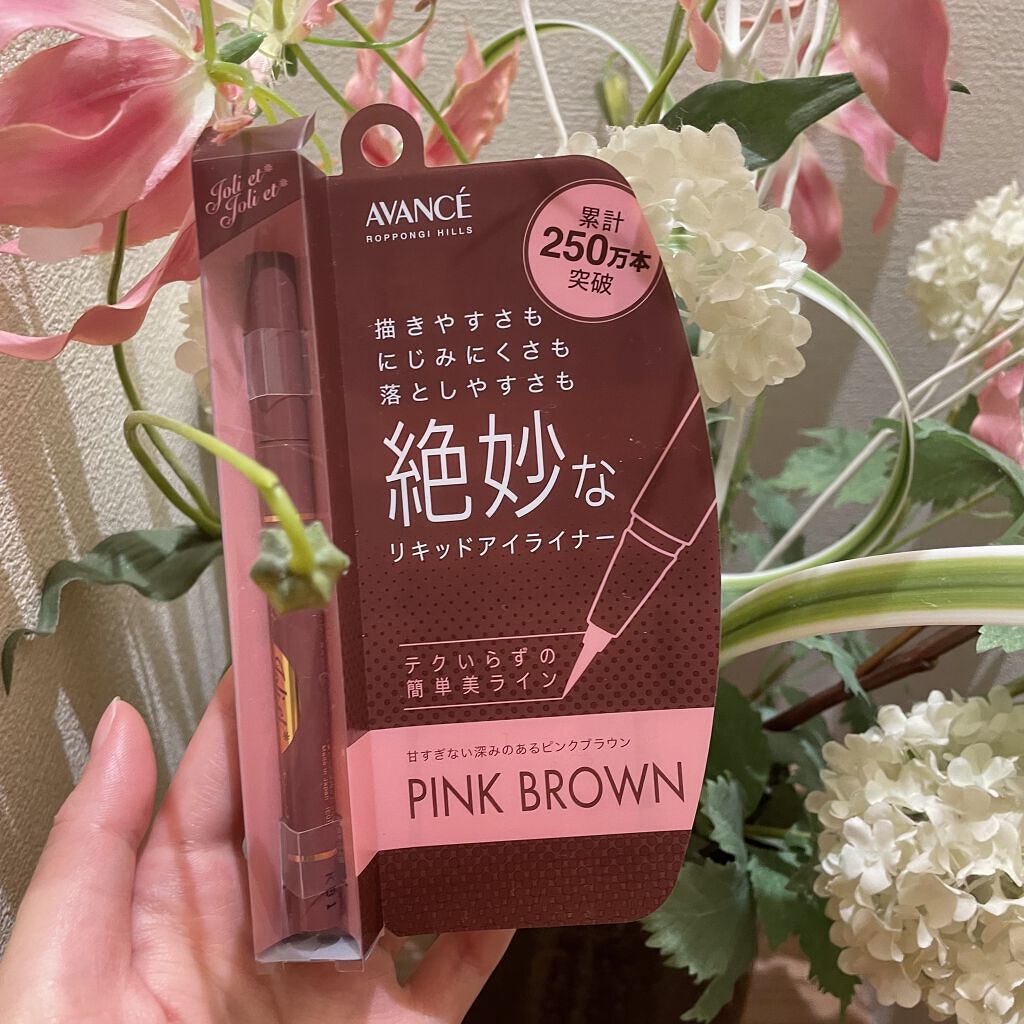 Joli et
Joli et
AVANCÉ
ROPPONGI HILLS
累計
250万本
突破
描きやすさも
にじみにくさも
落としやすさも
絶妙な
リキッドアイライナー
テクいらずの
簡単美ライン
甘すぎない深みのあるピンクブラウン
PINK BROWN
Made in Japan